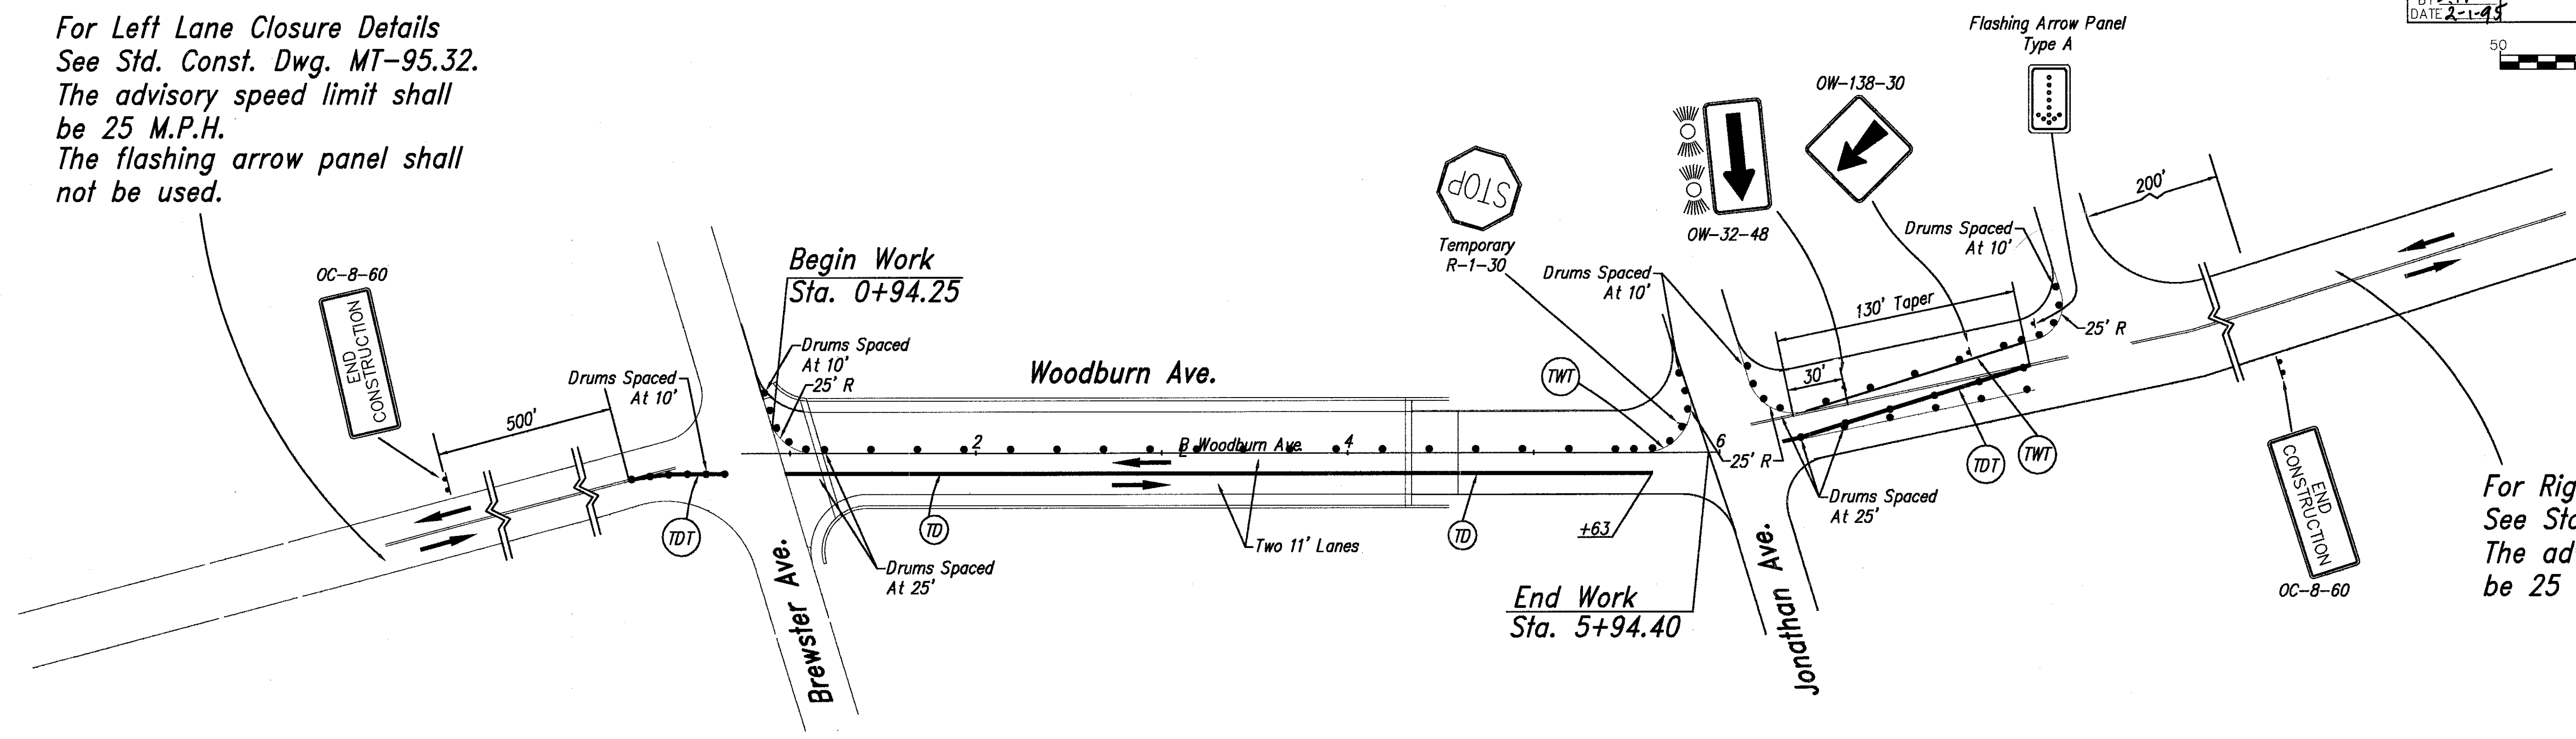 For Left Lane Closure Details
See Std. Const. Dwg. MT-95.32.
The advisory speed limit shall
be 25 M.P.H.
The flashing arrow panel shall
not be used.
DATE 2-1-95
50
Flashing Arrow Panel
Type A
OW-138-30
OW-32-48
STOP
Temporary
R-1-30
Drums Spaced
At 10'
Drums Spaced
At 10'
200'
130' Taper
30'
25' R
OC-8-60
END
CONSTRUCTION
500'
Drums Spaced
At 10'
TDT
Begin Work
Sta. 0+94.25
Drums Spaced
At 10'
25' R
Woodburn Ave.
TWT
2
B Woodburn Ave.
4
6
25' R
TD
Two 11' Lanes
TD
+63
Drums Spaced
At 25'
Brewster Ave.
End Work
Sta. 5+94.40
Jonathan Ave.
Drums Spaced
At 25'
TDT
TWT
END
CONSTRUCTION
OC-8-60
For Rig
See Sta
The ad
be 25